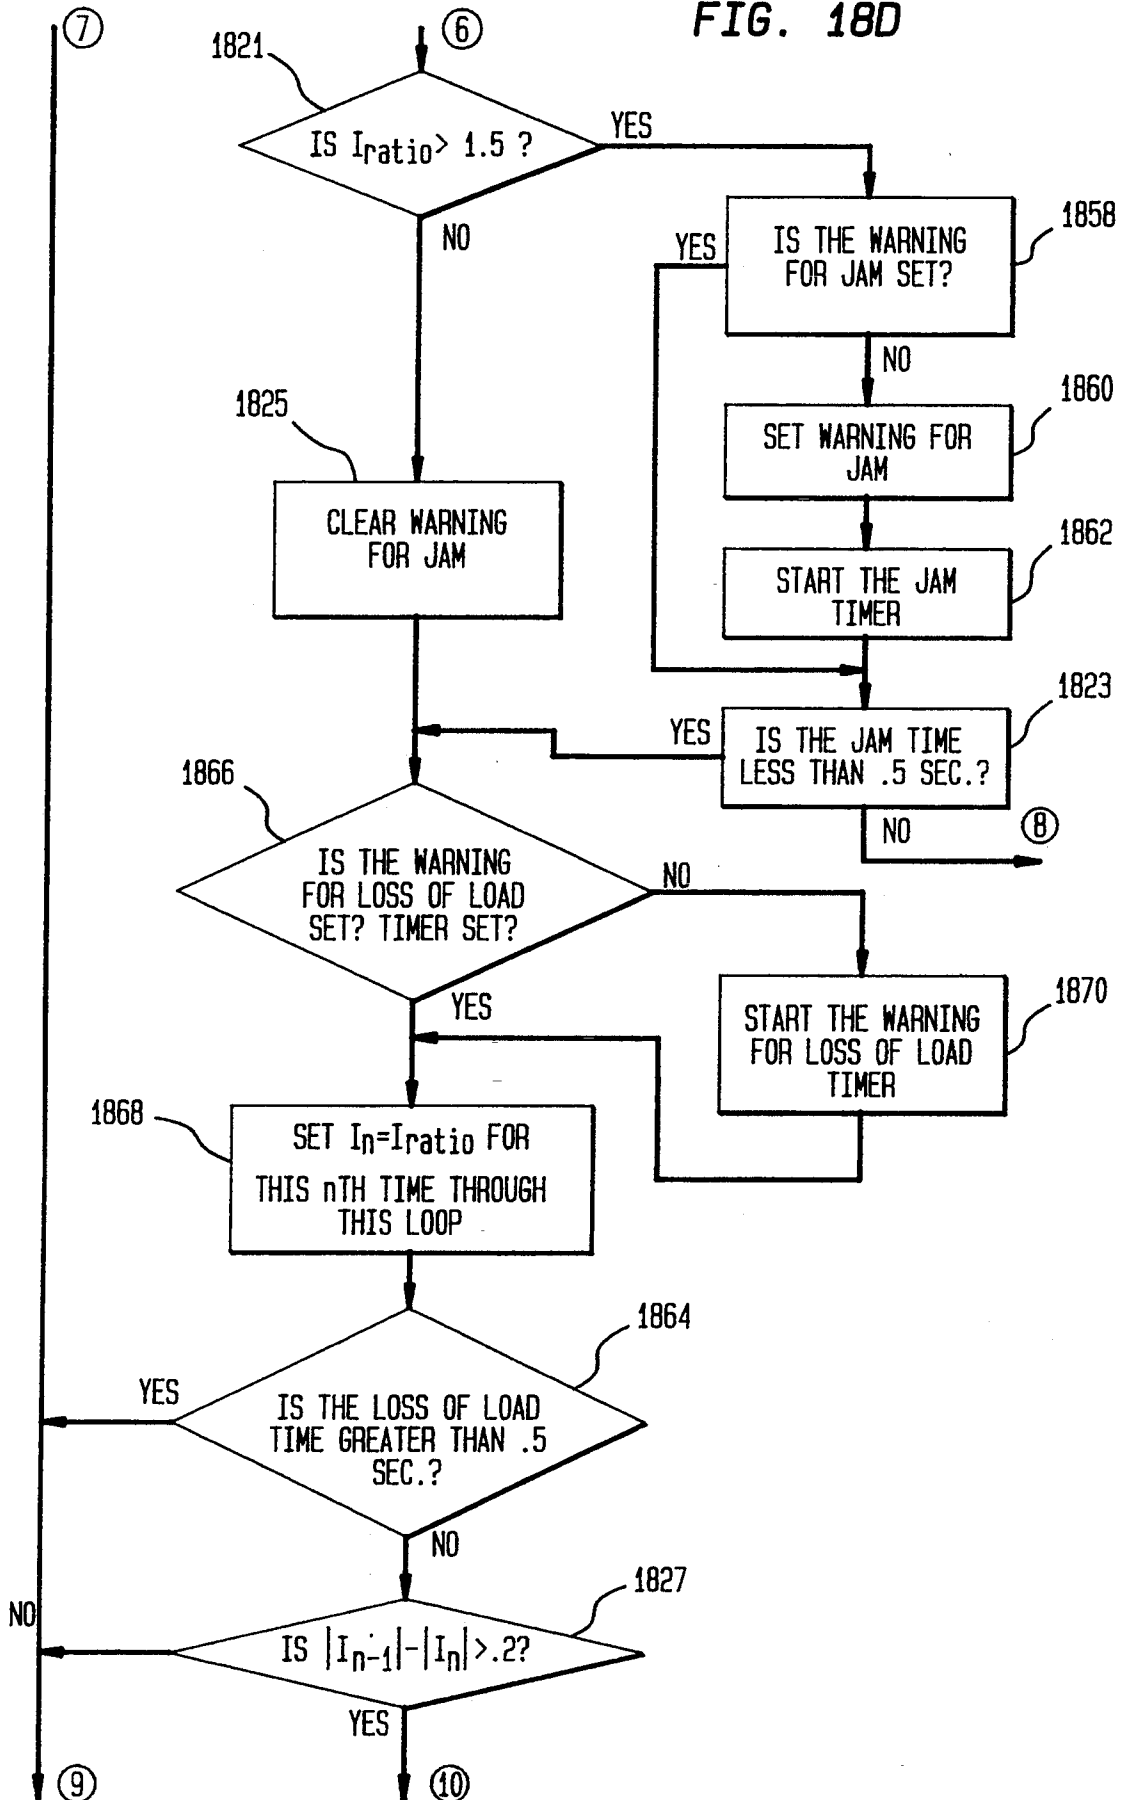 FIG. 18D
7
6
1821
IS Iratio> 1.5 ?
YES
NO
1858
IS THE WARNING
FOR JAM SET?
YES
NO
1860
SET WARNING FOR
JAM
1825
CLEAR WARNING
FOR JAM
1862
START THE JAM
TIMER
1823
IS THE JAM TIME
LESS THAN .5 SEC.?
YES
NO
8
1866
IS THE WARNING
FOR LOSS OF LOAD
SET? TIMER SET?
NO
YES
1870
START THE WARNING
FOR LOSS OF LOAD
TIMER
1868
SET In=Iratio FOR
THIS nTH TIME THROUGH
THIS LOOP
1864
IS THE LOSS OF LOAD
TIME GREATER THAN .5
SEC.?
YES
NO
1827
IS |In-1|-|In|>.2?
NO
YES
9
10